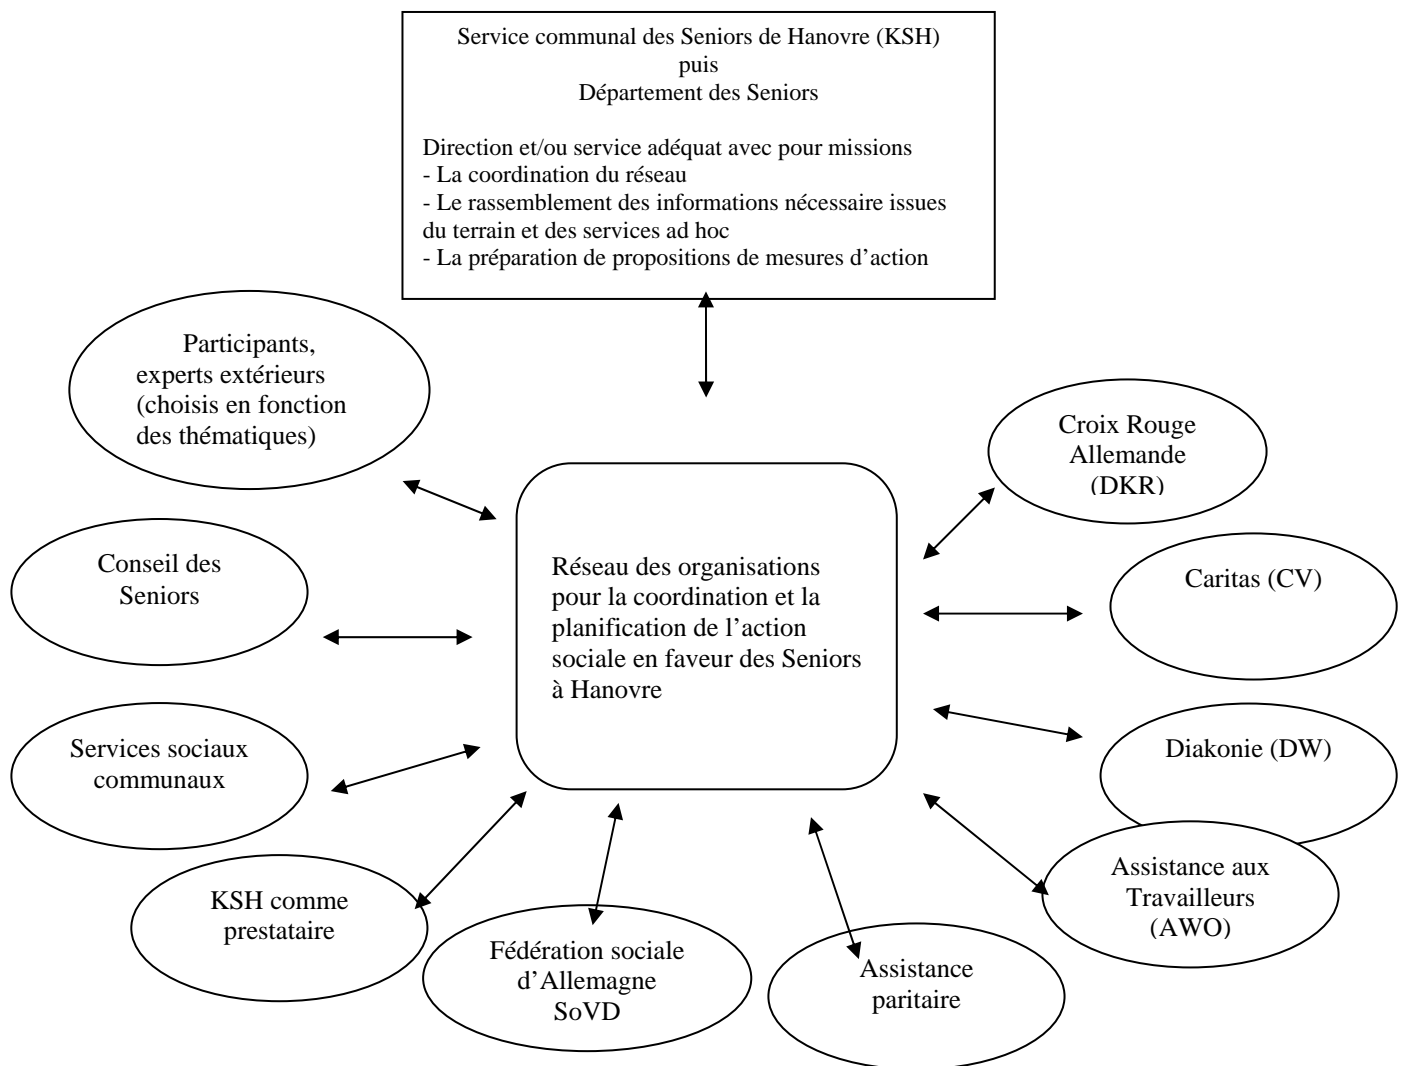 Service communal des Seniors de Hanovre (KSH)
puis
Département des Seniors
Direction et/ou service adéquat avec pour missions
- La coordination du réseau
- Le rassemblement des informations nécessaire issues
du terrain et des services ad hoc
- La préparation de propositions de mesures d’action
Participants,
experts extérieurs
(choisis en fonction
des thématiques)
Croix Rouge
Allemande
(DKR)
Conseil des
Seniors
Réseau des organisations
pour la coordination et la
planification de l’action
sociale en faveur des Seniors
à Hanovre
Caritas (CV)
Services sociaux
communaux
Diakonie (DW)
KSH comme
prestataire
Fédération sociale
d’Allemagne
SoVD
Assistance
paritaire
Assistance aux
Travailleurs
(AWO)